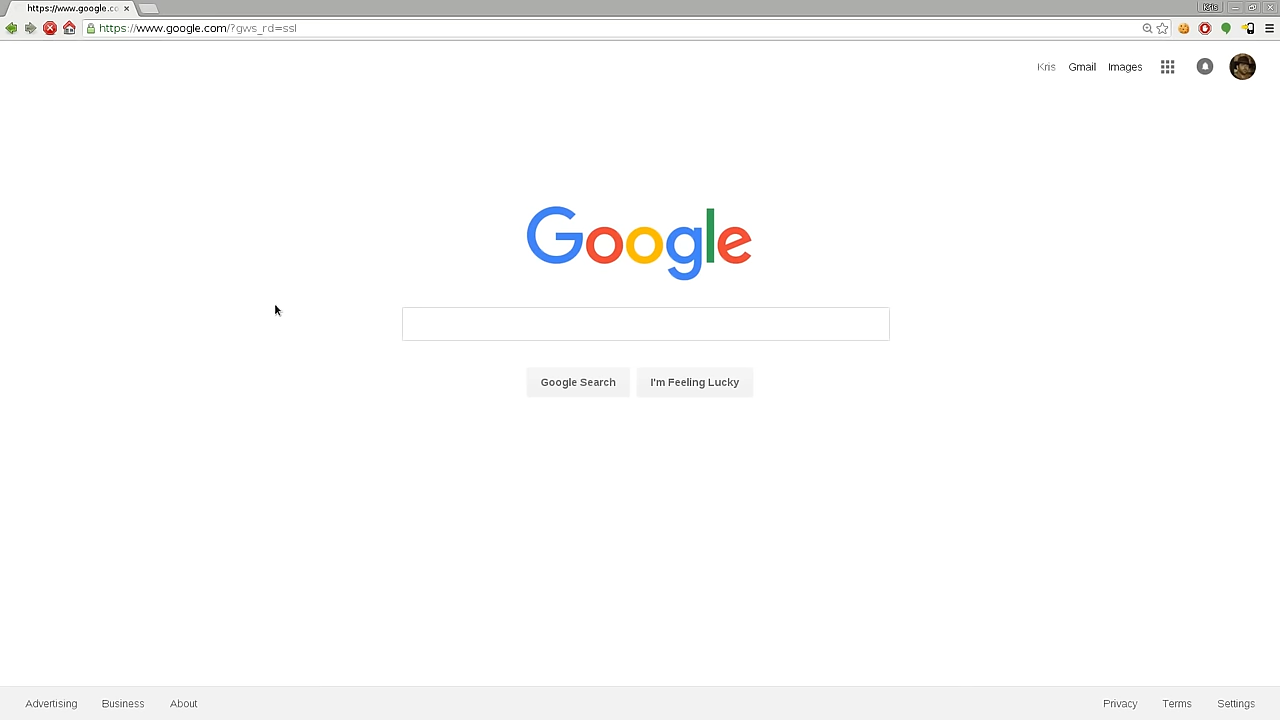 https://www.google.co
Kris
https://www.google.com/?gws_rd=ssl
Kris Gmail Images
Google
Google Search I'm Feeling Lucky
Advertising Business About Privacy Terms Settings